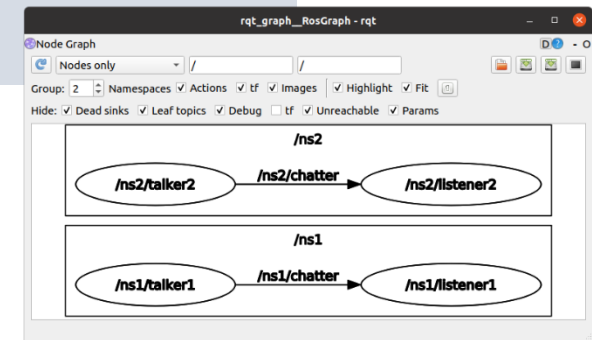 rqt_graph__RosGraph - rqt
Node Graph
D - O
Nodes only / /
Group: 2 Namespaces Actions tf Images Highlight Fit
Hide: Dead sinks Leaf topics Debug tf Unreachable Params
/ns2
/ns2/talker2 /ns2/chatter /ns2/listener2
/ns1
/ns1/talker1 /ns1/chatter /ns1/listener1